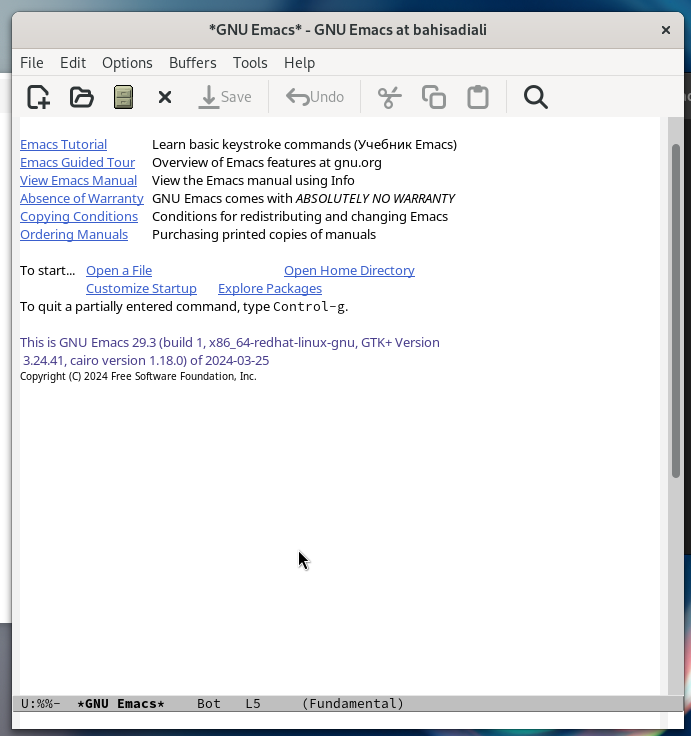 *GNU Emacs* - GNU Emacs at bahisadiali
File Edit Options Buffers Tools Help
Save Undo
Emacs Tutorial Learn basic keystroke commands (Учебник Emacs)
Emacs Guided Tour Overview of Emacs features at gnu.org
View Emacs Manual View the Emacs manual using Info
Absence of Warranty GNU Emacs comes with ABSOLUTELY NO WARRANTY
Copying Conditions Conditions for redistributing and changing Emacs
Ordering Manuals Purchasing printed copies of manuals
To start... Open a File Open Home Directory
Customize Startup Explore Packages
To quit a partially entered command, type Control-g.
This is GNU Emacs 29.3 (build 1, x86_64-redhat-linux-gnu, GTK+ Version
3.24.41, cairo version 1.18.0) of 2024-03-25
Copyright (C) 2024 Free Software Foundation, Inc.
U:%%- *GNU Emacs* Bot L5 (Fundamental)